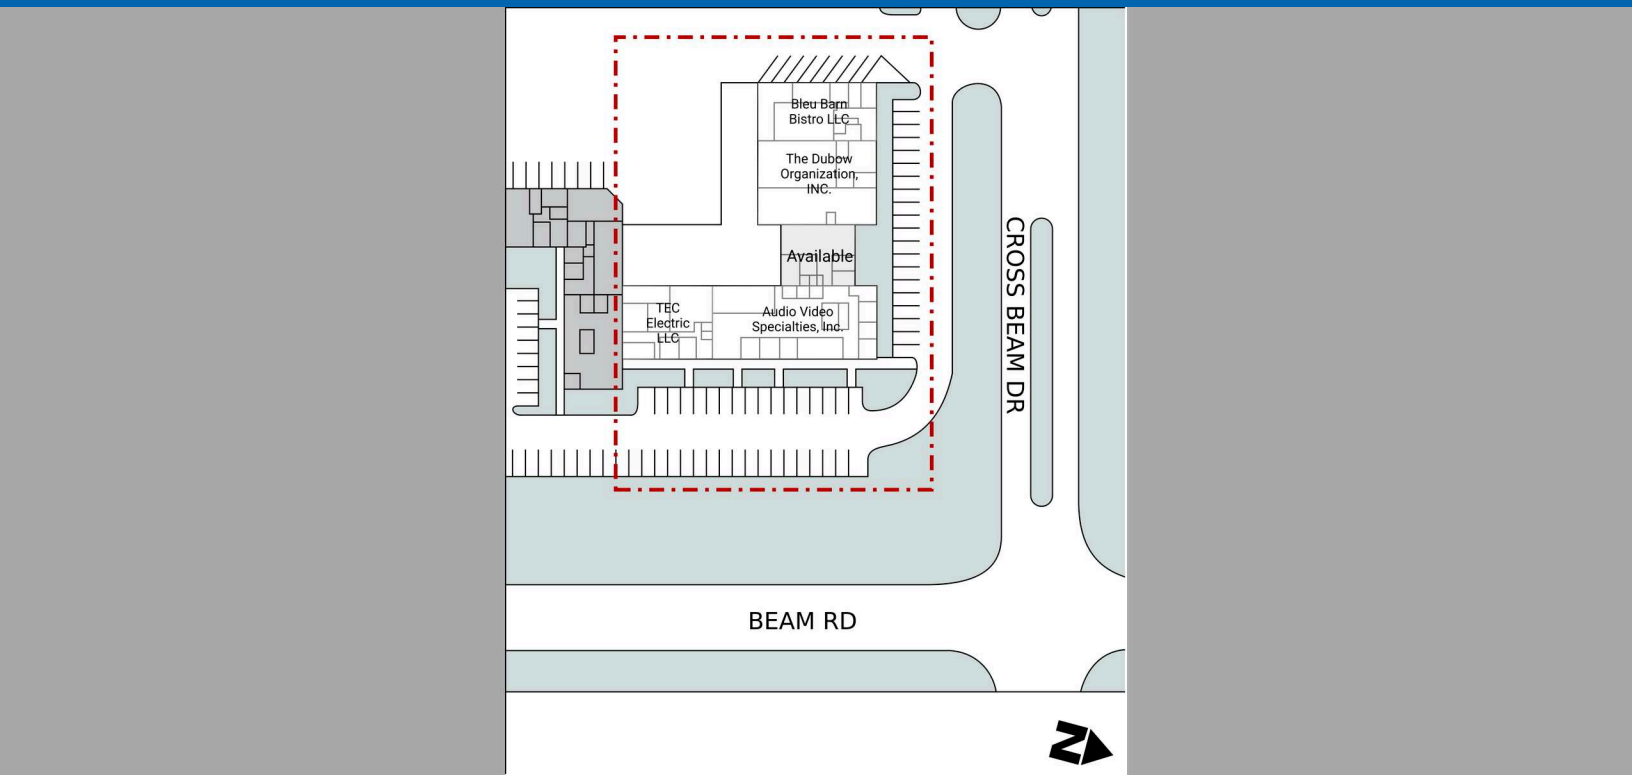 Bleu Barn
Bistro LLC
The Dubow
Organization,
INC.
Available
TEC
Electric
LLC
Audio Video
Specialties, Inc.
CROSS BEAM DR
BEAM RD
N